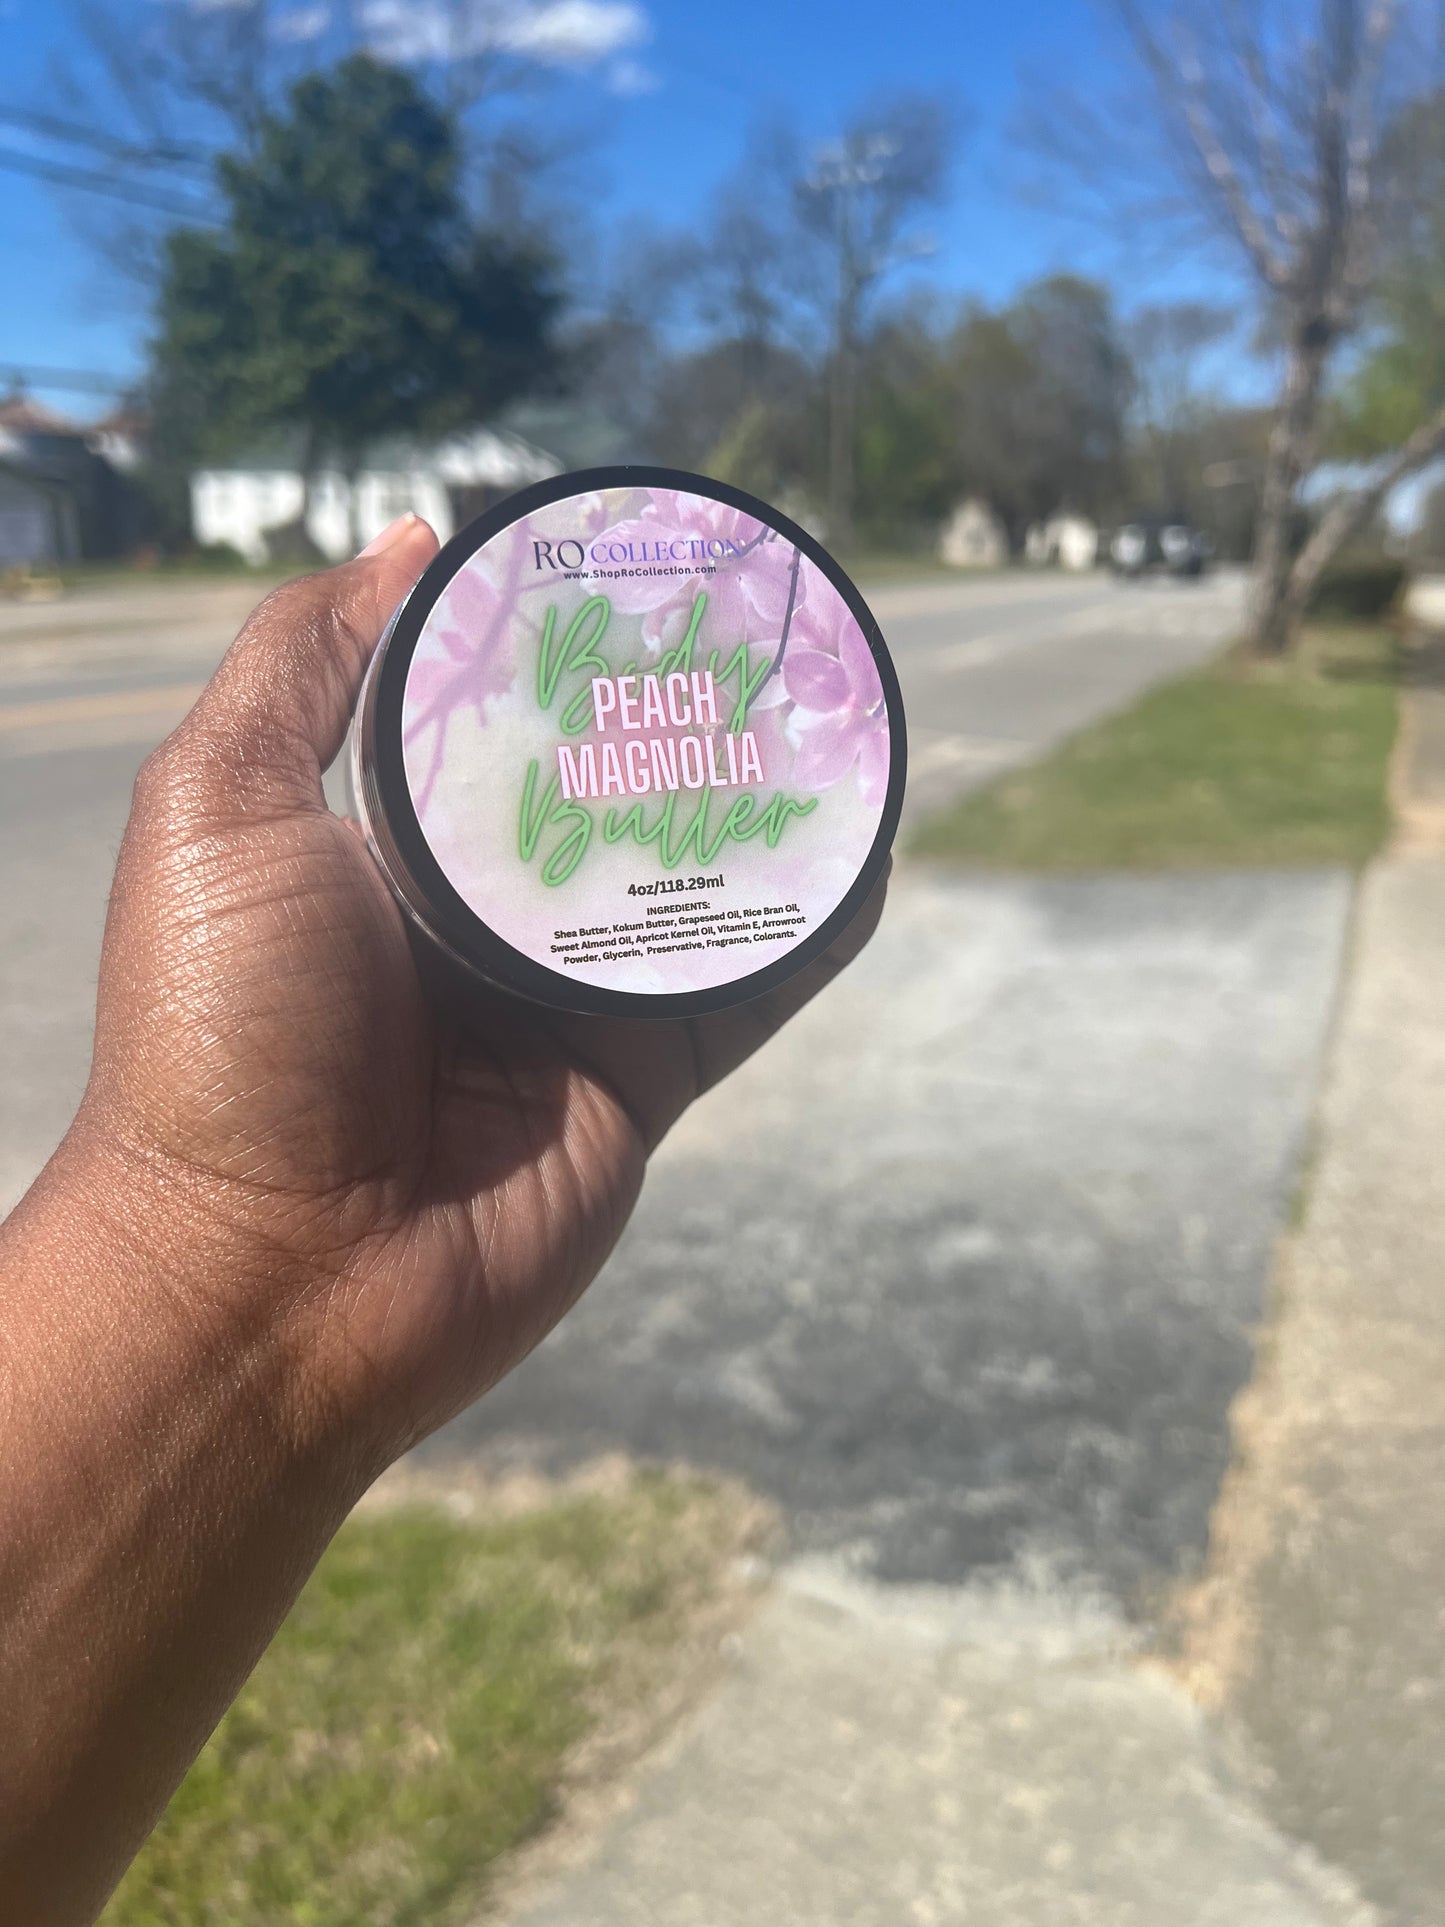 RO COLLECTION
www.ShopRoCollection.com
Body
PEACH
MAGNOLIA
Butter
4oz/118.29ml
INGREDIENTS:
Shea Butter, Kokum Butter, Grapeseed Oil, Rice Bran Oil,
Sweet Almond Oil, Apricot Kernel Oil, Vitamin E, Arrowroot
Powder, Glycerin, Preservative, Fragrance, Colorants.